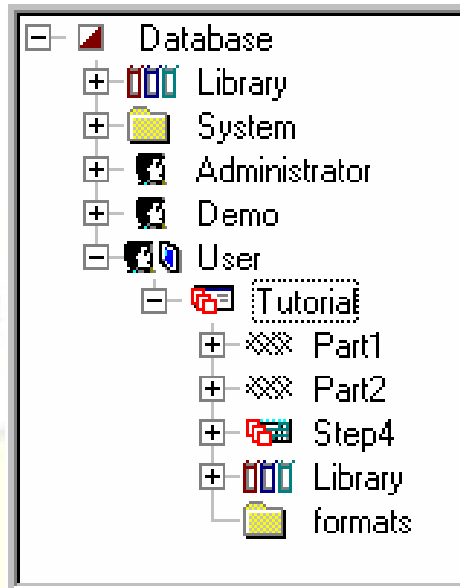 Database
Library
System
Administrator
Demo
User
Tutorial
Part1
Part2
Step4
Library
formats